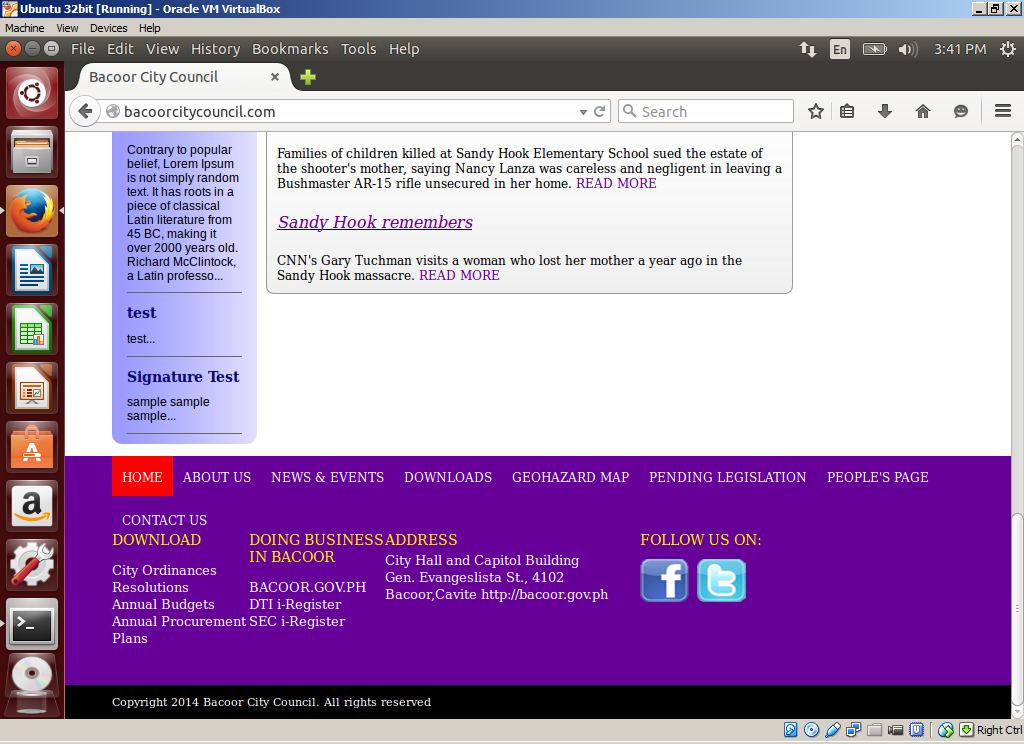 Ubuntu 32bit [Running] - Oracle VM VirtualBox
Machine View Devices Help
File Edit View History Bookmarks Tools Help
En
3:41 PM
Bacoor City Council
bacoorcitycouncil.com
Search
Contrary to popular
belief, Lorem Ipsum
is not simply random
text. It has roots in a
piece of classical
Latin literature from
45 BC, making it
over 2000 years old.
Richard McClintock,
a Latin professo...
test
test...
Signature Test
sample sample
sample...
Families of children killed at Sandy Hook Elementary School sued the estate of
the shooter's mother, saying Nancy Lanza was careless and negligent in leaving a
Bushmaster AR-15 rifle unsecured in her home. READ MORE
Sandy Hook remembers
CNN's Gary Tuchman visits a woman who lost her mother a year ago in the
Sandy Hook massacre. READ MORE
HOME ABOUT US NEWS & EVENTS DOWNLOADS GEOHAZARD MAP PENDING LEGISLATION PEOPLE'S PAGE
CONTACT US
DOWNLOAD
City Ordinances
Resolutions
Annual Budgets
Annual Procurement
Plans
DOING BUSINESS
IN BACOOR
BACOOR.GOV.PH
DTI i-Register
SEC i-Register
ADDRESS
City Hall and Capitol Building
Gen. Evangeslista St., 4102
Bacoor,Cavite http://bacoor.gov.ph
FOLLOW US ON:
Copyright 2014 Bacoor City Council. All rights reserved
Right Ctrl